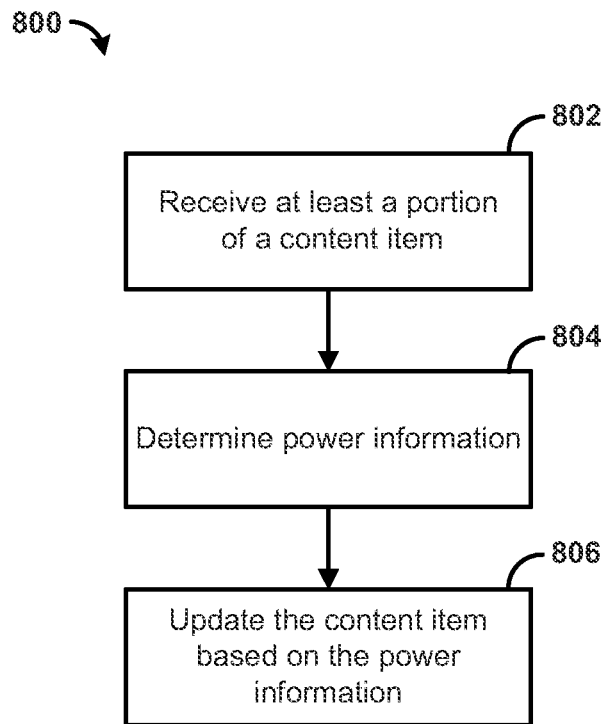 800
802
Receive at least a portion
of a content item
804
Determine power information
806
Update the content item
based on the power
information